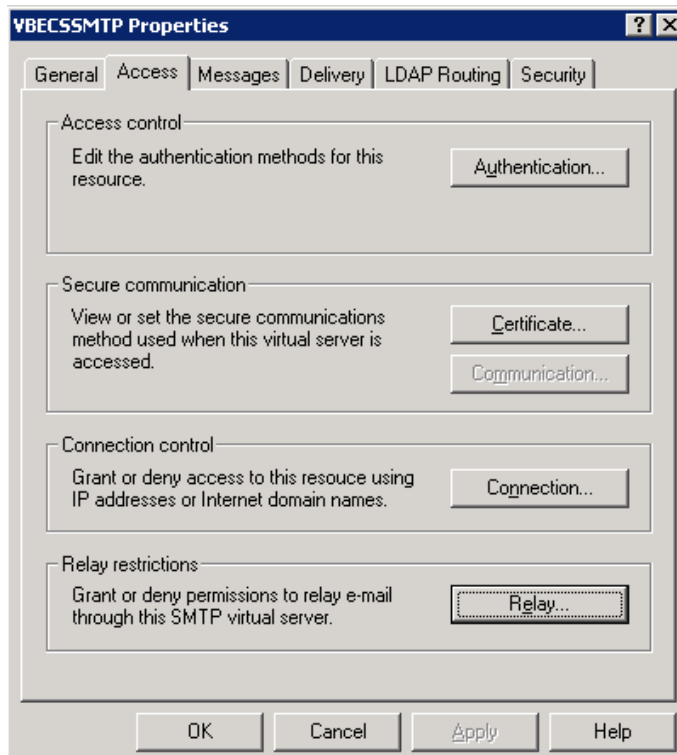 VBECSSMTP Properties
General Access Messages Delivery LDAP Routing Security
Access control
Edit the authentication methods for this
resource.
Authentication...
Secure communication
View or set the secure communications
method used when this virtual server is
accessed.
Certificate...
Communication...
Connection control
Grant or deny access to this resouce using
IP addresses or Internet domain names.
Connection...
Relay restrictions
Grant or deny permissions to relay e-mail
through this SMTP virtual server.
Relay...
OK Cancel Apply Help